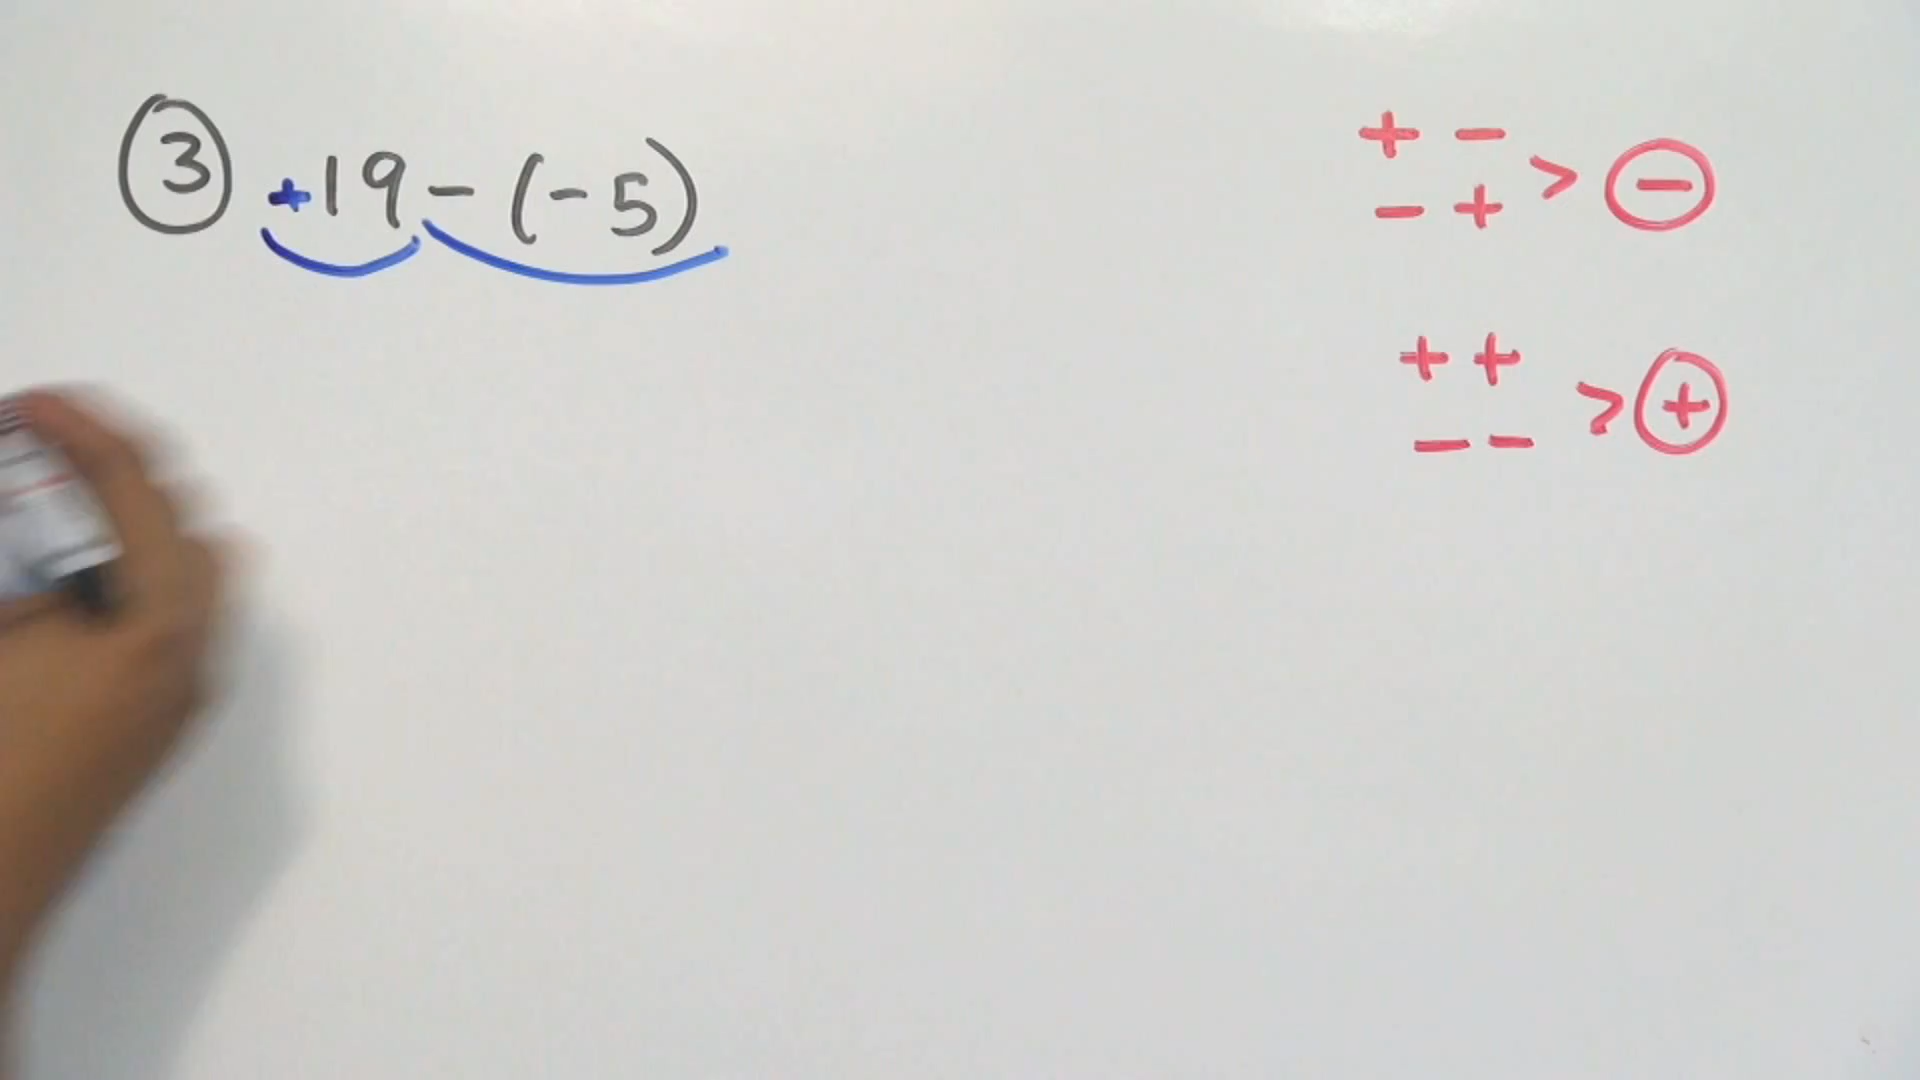 ③ +19 - (-5)
+ - > ⊖
- +
+ + > ⊕
- -